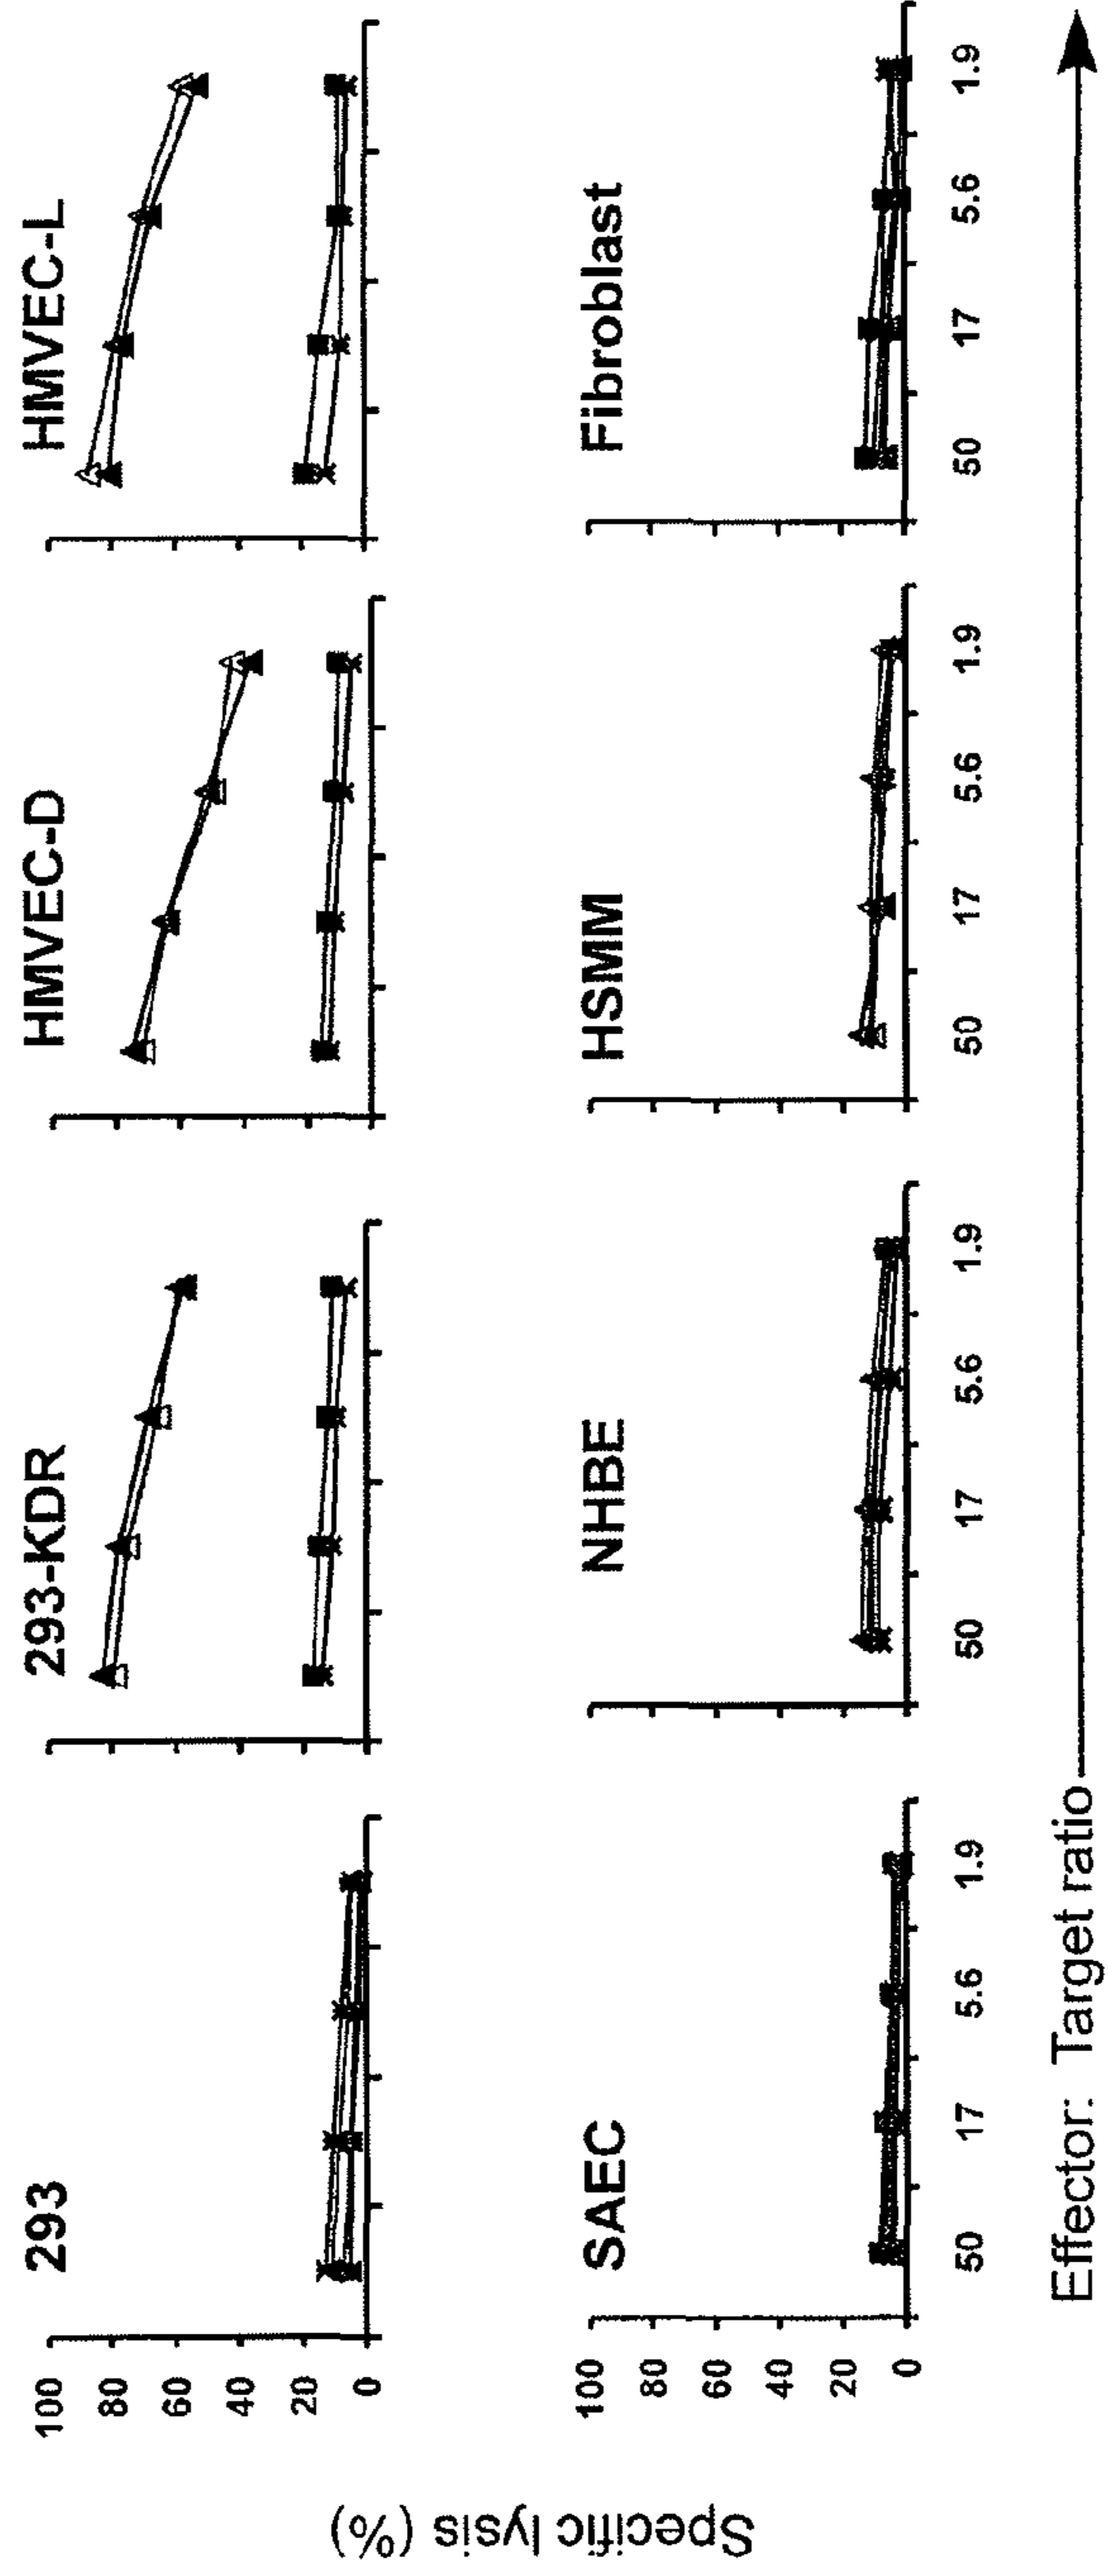 293
293-KDR
HMVEC-D
HMVEC-L
100
80
60
40
20
0
SAEC
NHBE
HSMM
Fibroblast
100
80
60
40
20
0
50 17 5.6 1.9
50 17 5.6 1.9
50 17 5.6 1.9
50 17 5.6 1.9
Specific lysis (%)
Effector: Target ratio